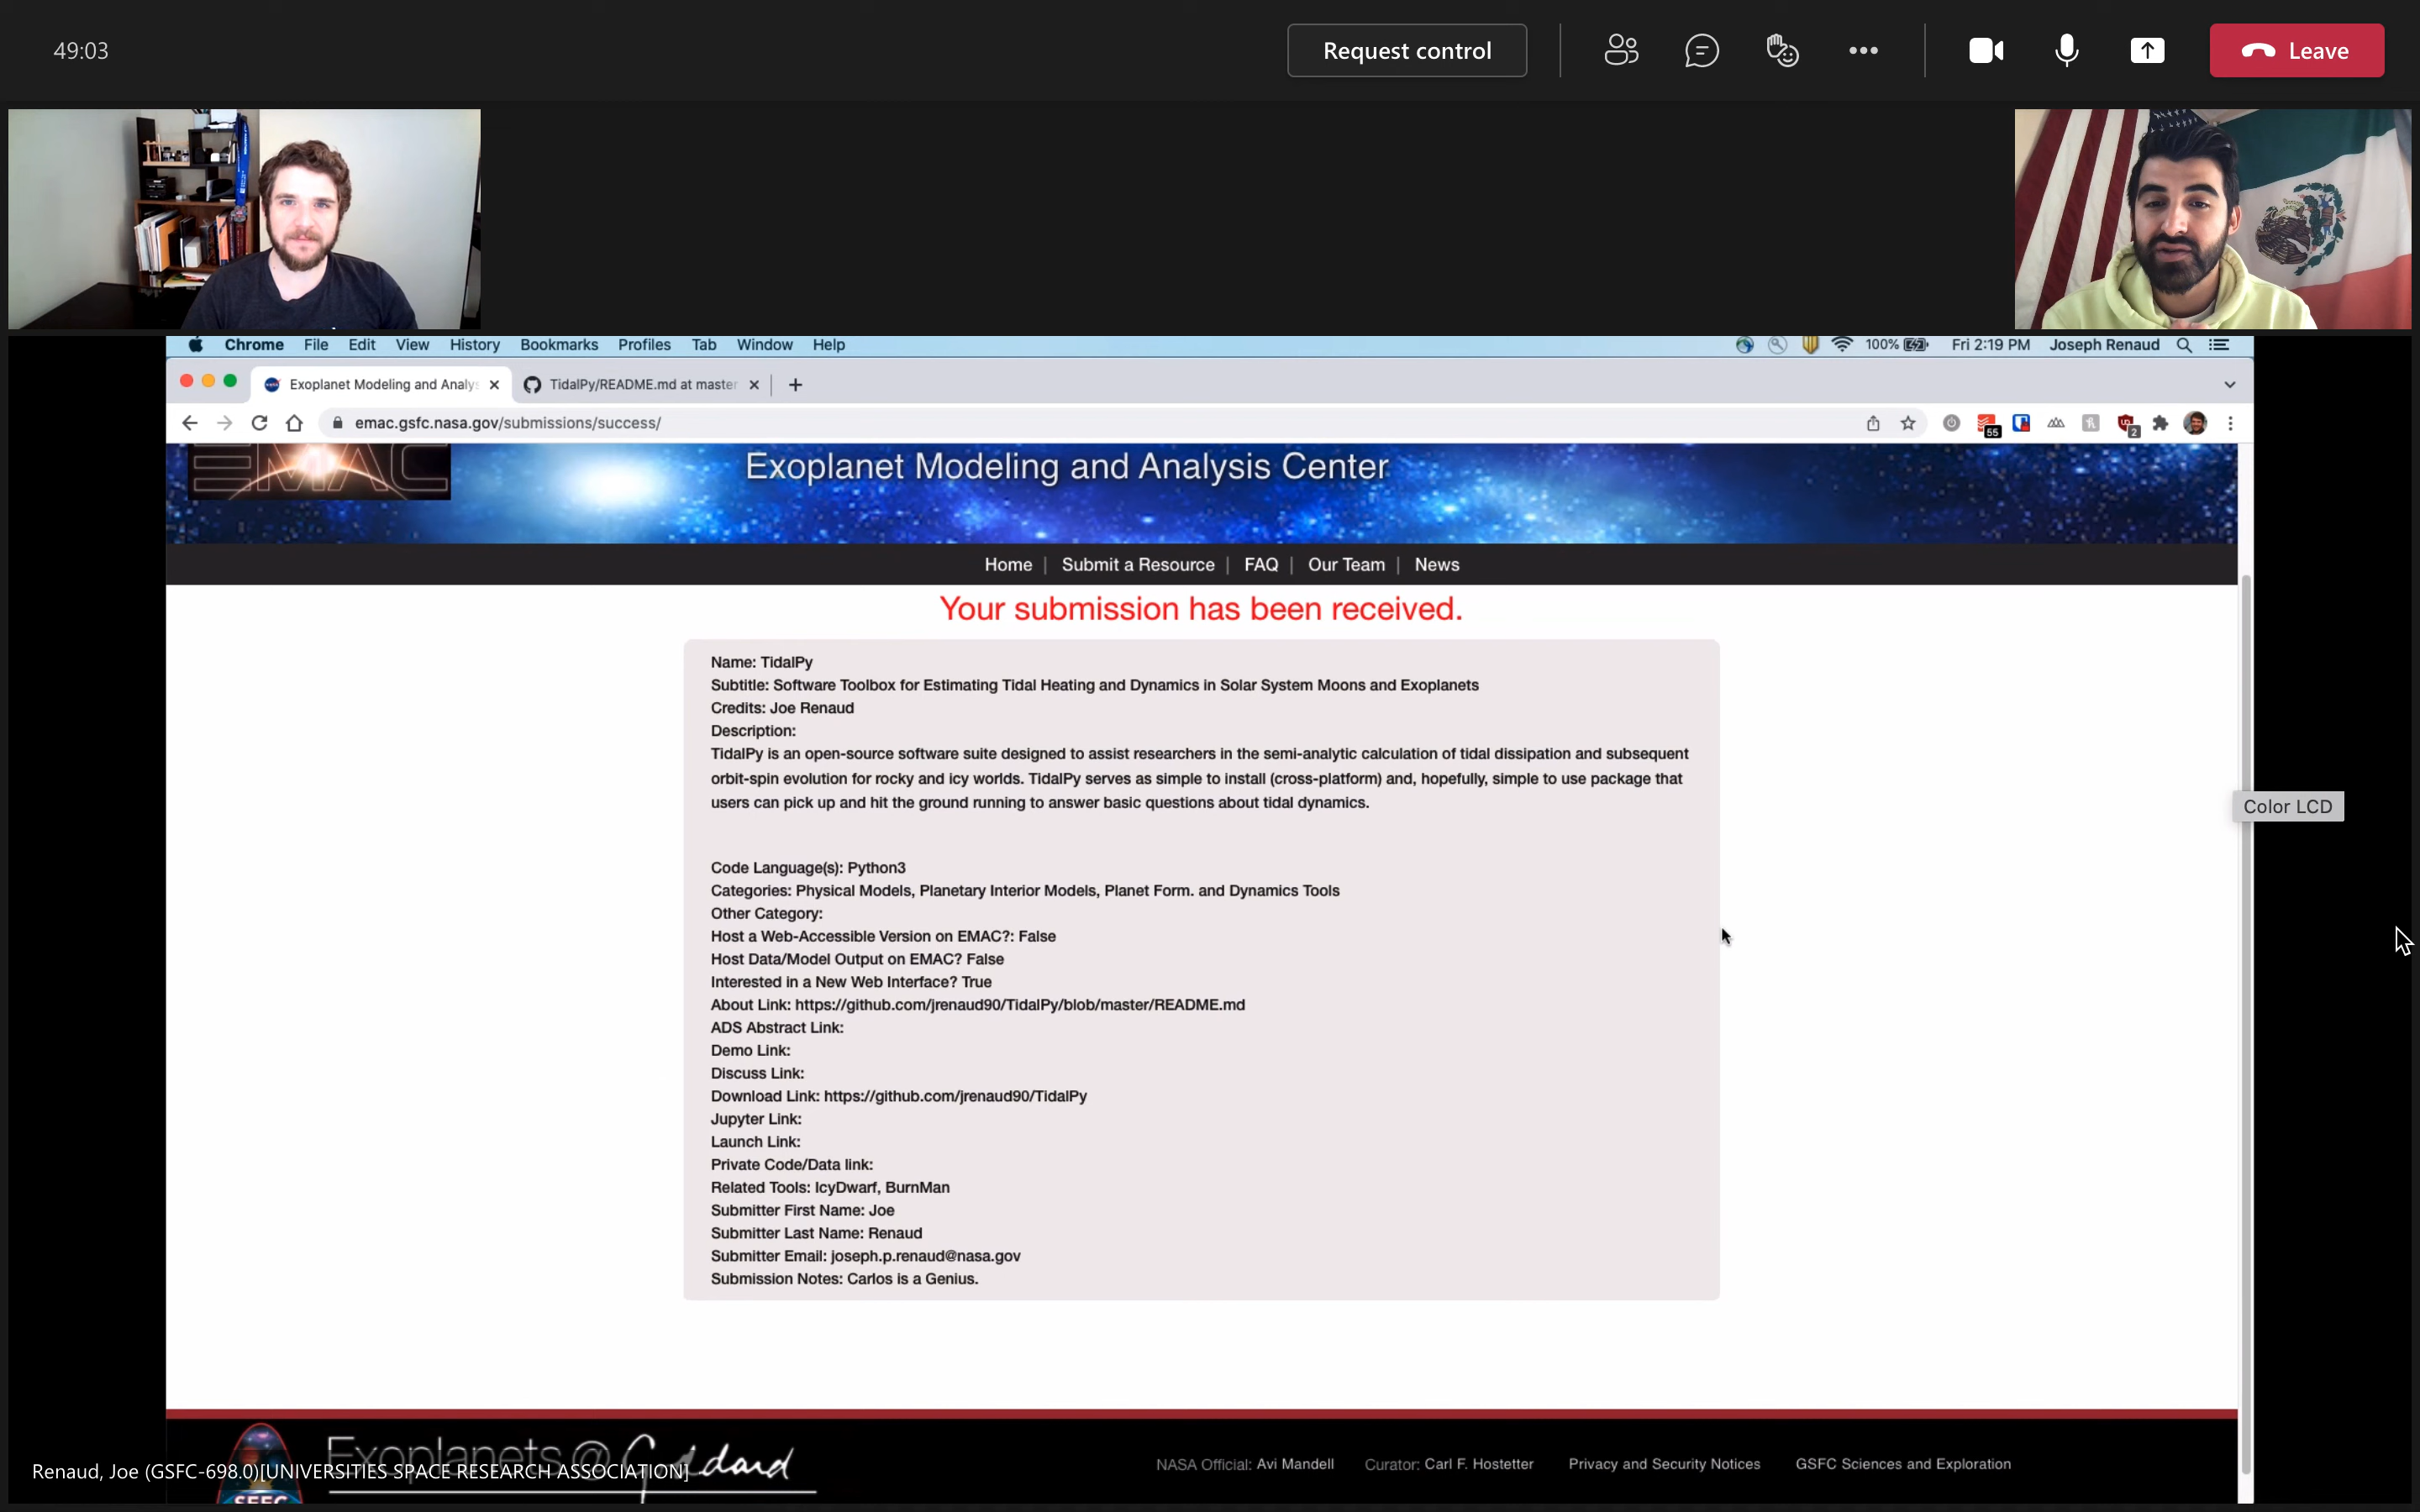 49:03
Request control
Leave
Chrome File Edit View History Bookmarks Profiles Tab Window Help
100% Fri 2:19 PM Joseph Renaud
Exoplanet Modeling and Analys
TidalPy/README.md at master
emac.gsfc.nasa.gov/submissions/success/
55
2
EMAC
Exoplanet Modeling and Analysis Center
Home | Submit a Resource | FAQ | Our Team | News
Your submission has been received.
Name: TidalPy
Subtitle: Software Toolbox for Estimating Tidal Heating and Dynamics in Solar System Moons and Exoplanets
Credits: Joe Renaud
Description:
TidalPy is an open-source software suite designed to assist researchers in the semi-analytic calculation of tidal dissipation and subsequent
orbit-spin evolution for rocky and icy worlds. TidalPy serves as simple to install (cross-platform) and, hopefully, simple to use package that
users can pick up and hit the ground running to answer basic questions about tidal dynamics.
Color LCD
Code Language(s): Python3
Categories: Physical Models, Planetary Interior Models, Planet Form. and Dynamics Tools
Other Category:
Host a Web-Accessible Version on EMAC?: False
Host Data/Model Output on EMAC? False
Interested in a New Web Interface? True
About Link: https://github.com/jrenaud90/TidalPy/blob/master/README.md
ADS Abstract Link:
Demo Link:
Discuss Link:
Download Link: https://github.com/jrenaud90/TidalPy
Jupyter Link:
Launch Link:
Private Code/Data link:
Related Tools: IcyDwarf, BurnMan
Submitter First Name: Joe
Submitter Last Name: Renaud
Submitter Email: joseph.p.renaud@nasa.gov
Submission Notes: Carlos is a Genius.
Exoplanets @ Goddard
Renaud, Joe (GSFC-698.0)[UNIVERSITIES SPACE RESEARCH ASSOCIATION]
SEEC
NASA Official: Avi Mandell Curator: Carl F. Hostetter Privacy and Security Notices GSFC Sciences and Exploration